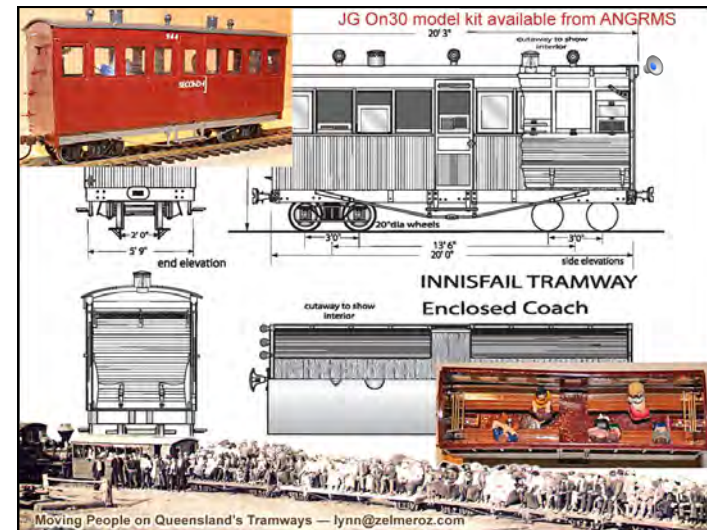 JG On30 model kit available from ANGRMS
20' 3"
cutaway to show
interior
944
SECOND
20"dia wheels
2' 0"
3'0"
13' 6"
3'0"
5' 9"
20' 0"
end elevation
side elevations
INNISFAIL TRAMWAY
Enclosed Coach
cutaway to show
interior
Moving People on Queensland's Tramways — lynn@zelmeroz.com